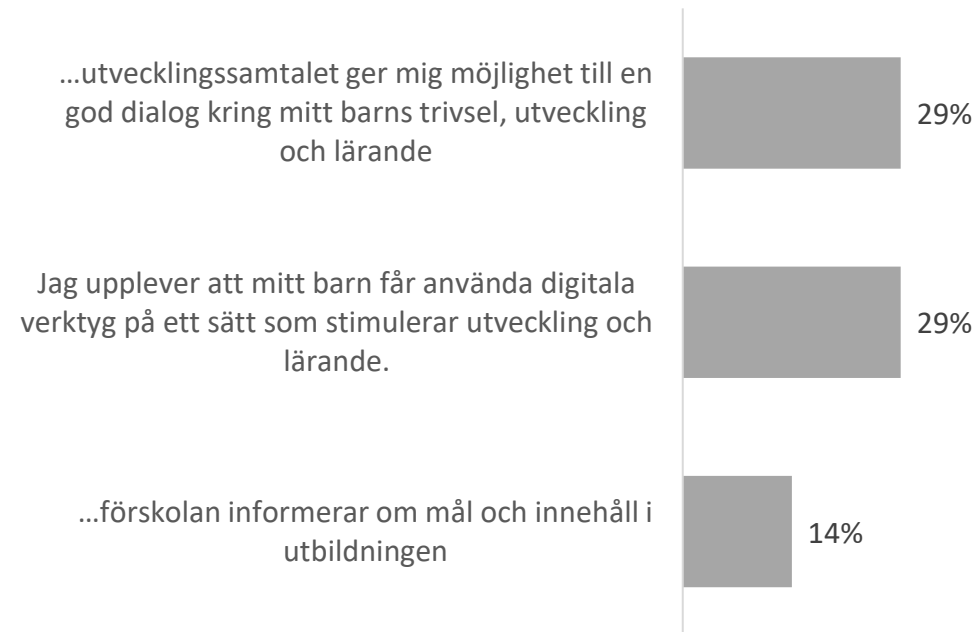 …utvecklingssamtalet ger mig möjlighet till en
god dialog kring mitt barns trivsel, utveckling
och lärande
29%
Jag upplever att mitt barn får använda digitala
verktyg på ett sätt som stimulerar utveckling och
lärande.
29%
…förskolan informerar om mål och innehåll i
utbildningen
14%